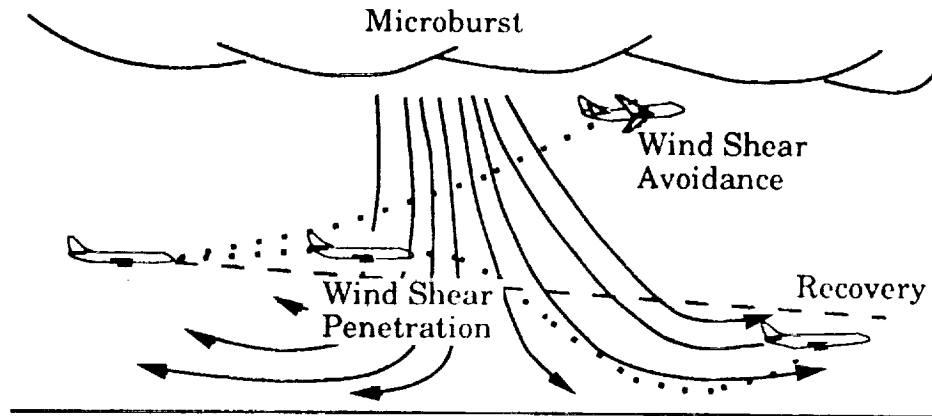 Microburst
Wind Shear
Avoidance
Wind Shear
Penetration
Recovery